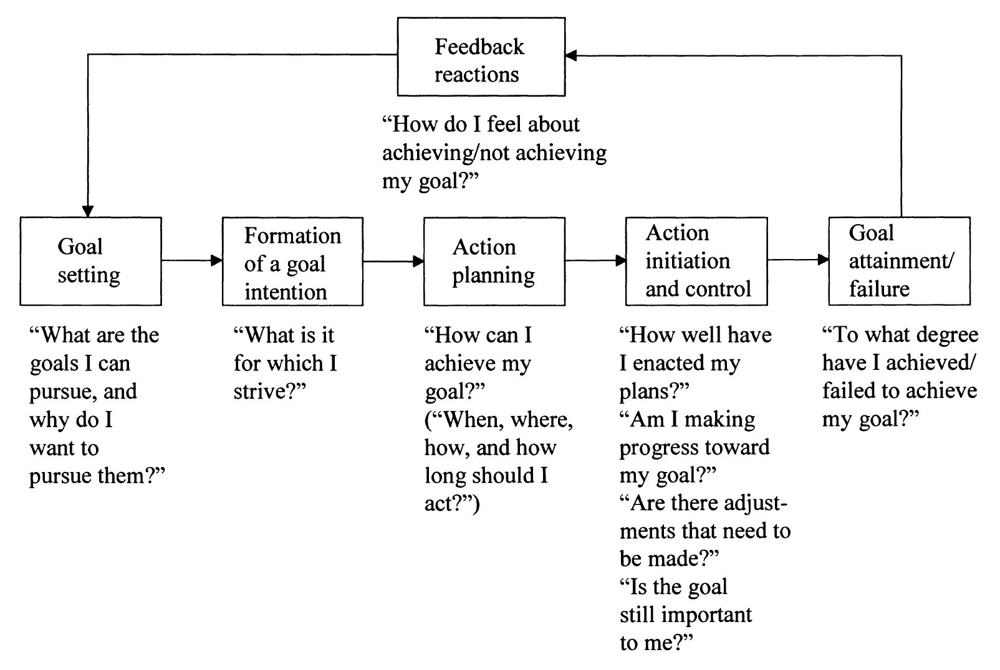 Feedback
reactions
“How do I feel about
achieving/not achieving
my goal?”
Goal
setting
Formation
of a goal
intention
Action
planning
Action
initiation
and control
Goal
attainment/
failure
“What are the
goals I can
pursue, and
why do I
want to
pursue them?”
“What is it
for which I
strive?”
“How can I
achieve my
goal?”
(“When, where,
how, and how
long should I
act?”)
“How well have
I enacted my
plans?”
“Am I making
progress toward
my goal?”
“Are there adjust-
ments that need to
be made?”
“Is the goal
still important
to me?”
“To what degree
have I achieved/
failed to achieve
my goal?”